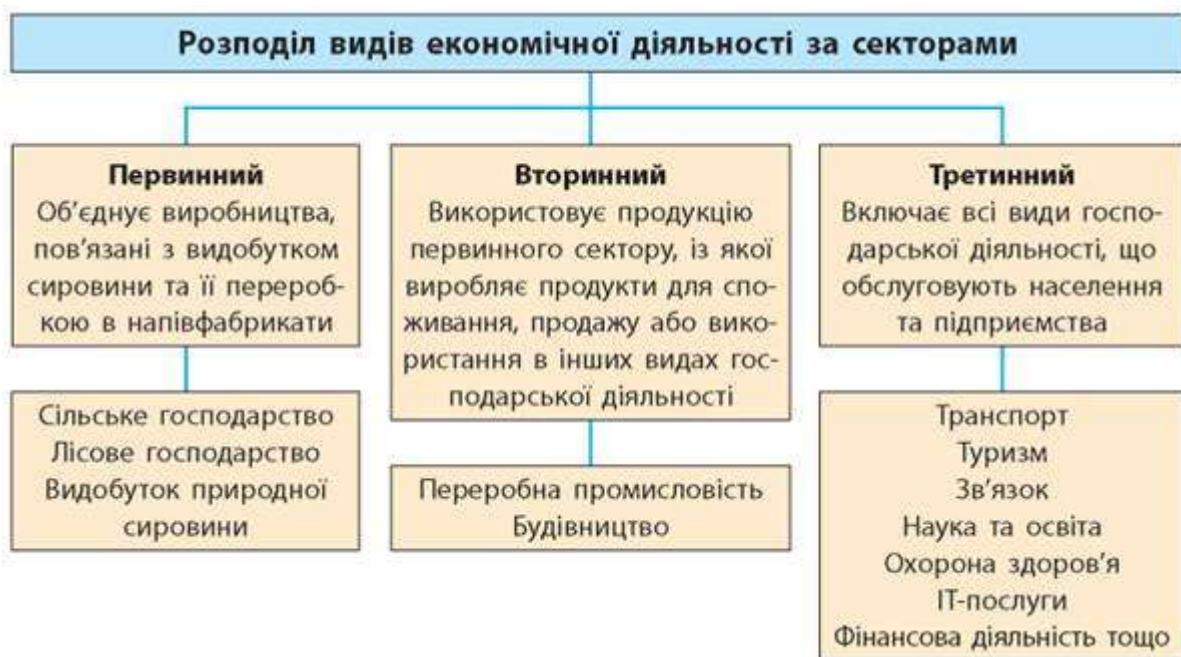 Розподіл видів економічної діяльності за секторами
Первинний
Об’єднує виробництва,
пов’язані з видобутком
сировини та її перероб-
кою в напівфабрикати
Сільське господарство
Лісове господарство
Видобуток природної
сировини
Вторинний
Використовує продукцію
первинного сектору, із якої
виробляє продукти для спо-
живання, продажу або вико-
ристання в інших видах гос-
подарської діяльності
Переробна промисловість
Будівництво
Третинний
Включає всі види госпо-
дарської діяльності, що
обслуговують населення
та підприємства
Транспорт
Туризм
Зв’язок
Наука та освіта
Охорона здоров’я
ІТ-послуги
Фінансова діяльність тощо